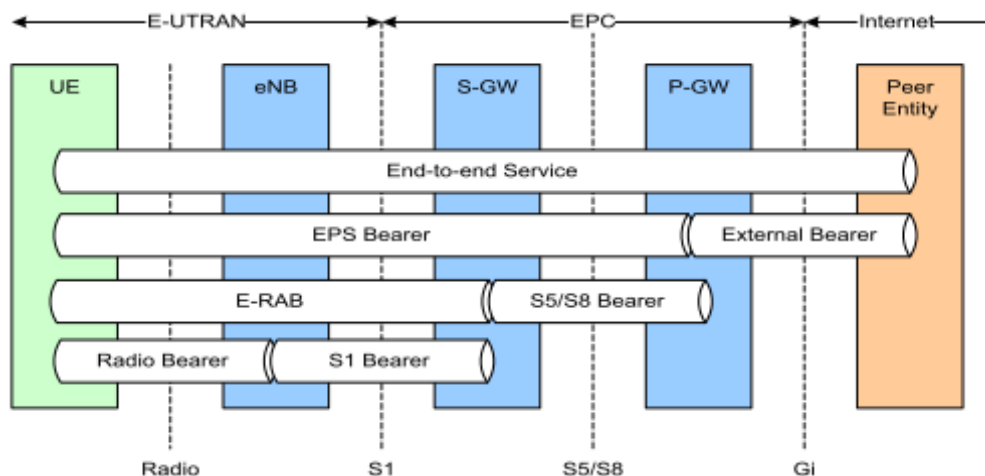 E-UTRAN EPC Internet
UE eNB S-GW P-GW Peer
Entity
End-to-end Service
EPS Bearer External Bearer
E-RAB S5/S8 Bearer
Radio Bearer S1 Bearer
Radio S1 S5/S8 Gi